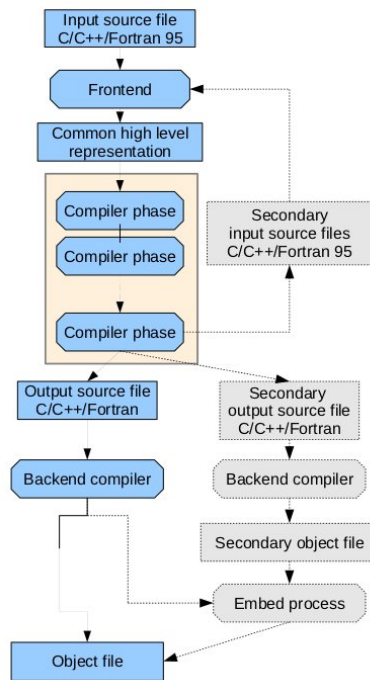 Input source file
C/C++/Fortran 95
Frontend
Common high level
representation
Compiler phase
Compiler phase
Compiler phase
Secondary
input source files
C/C++/Fortran 95
Output source file
C/C++/Fortran
Secondary
output source file
C/C++/Fortran
Backend compiler
Backend compiler
Secondary object file
Embed process
Object file